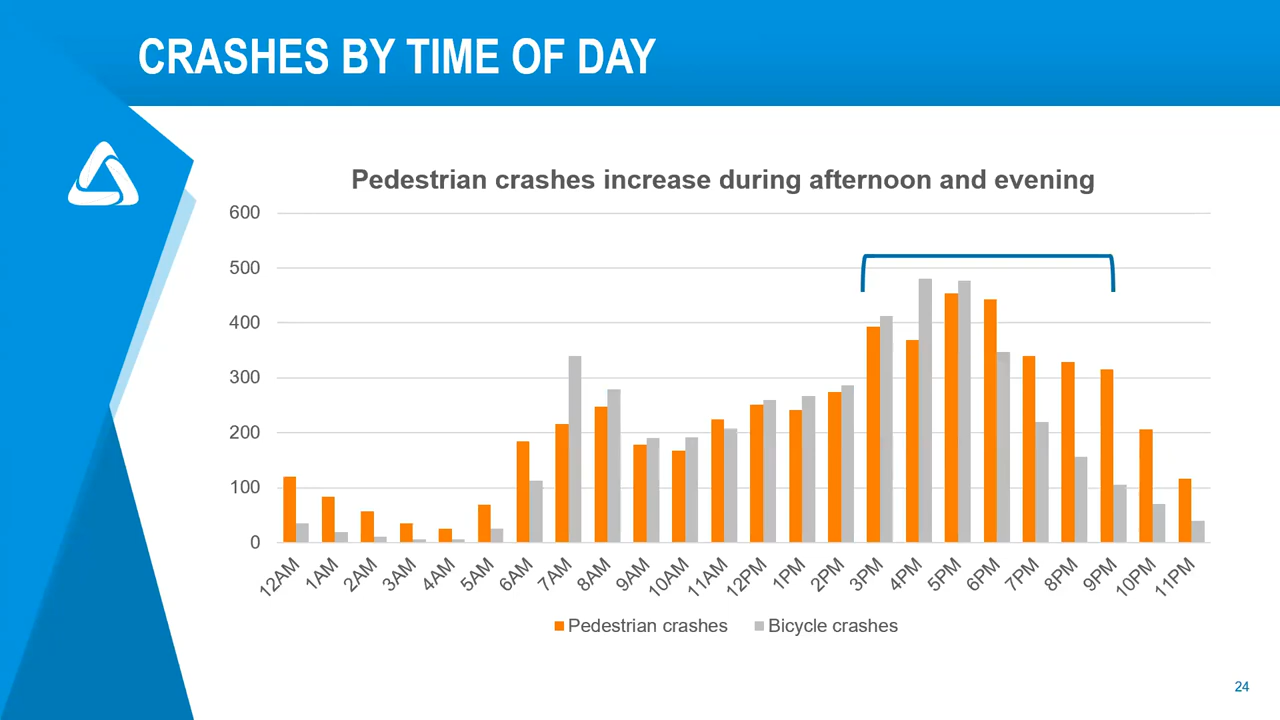 CRASHES BY TIME OF DAY
Pedestrian crashes increase during afternoon and evening
600
500
400
300
200
100
0
12AM 1AM 2AM 3AM 4AM 5AM 6AM 7AM 8AM 9AM 10AM 11AM 12PM 1PM 2PM 3PM 4PM 5PM 6PM 7PM 8PM 9PM 10PM 11PM
Pedestrian crashes Bicycle crashes
24